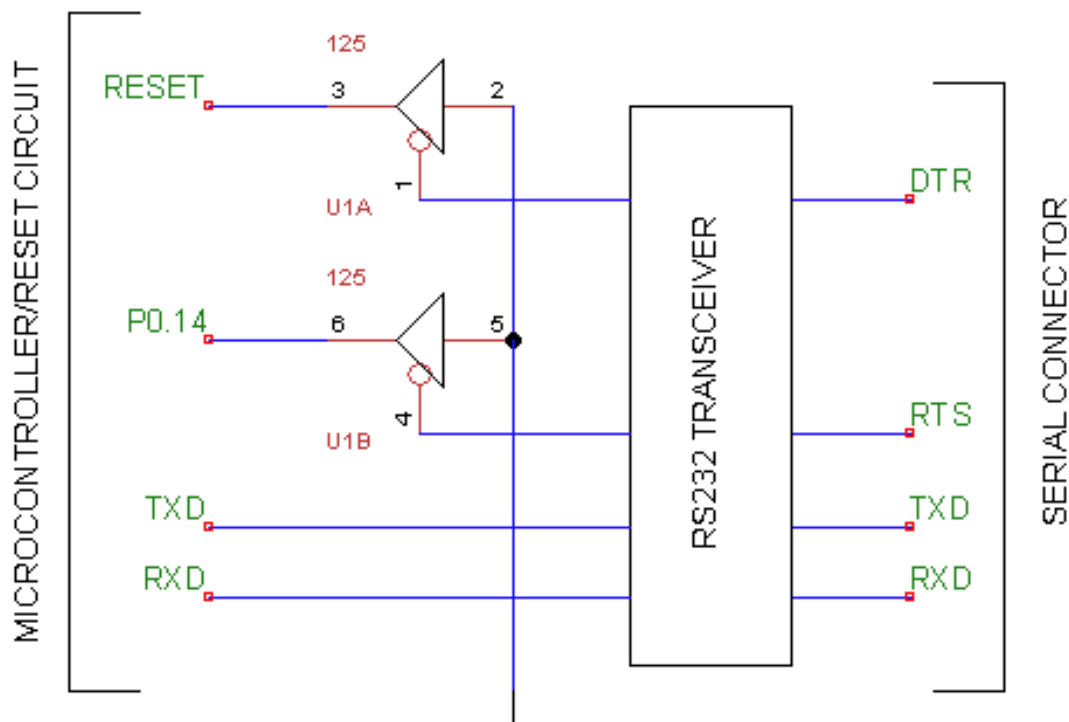 MICROCONTROLLER/RESET CIRCUIT
125
RESET
3
2
1
U1A
DTR
125
P0.14
6
5
4
U1B
RTS
TXD
TXD
RXD
RXD
RS232 TRANSCEIVER
SERIAL CONNECTOR